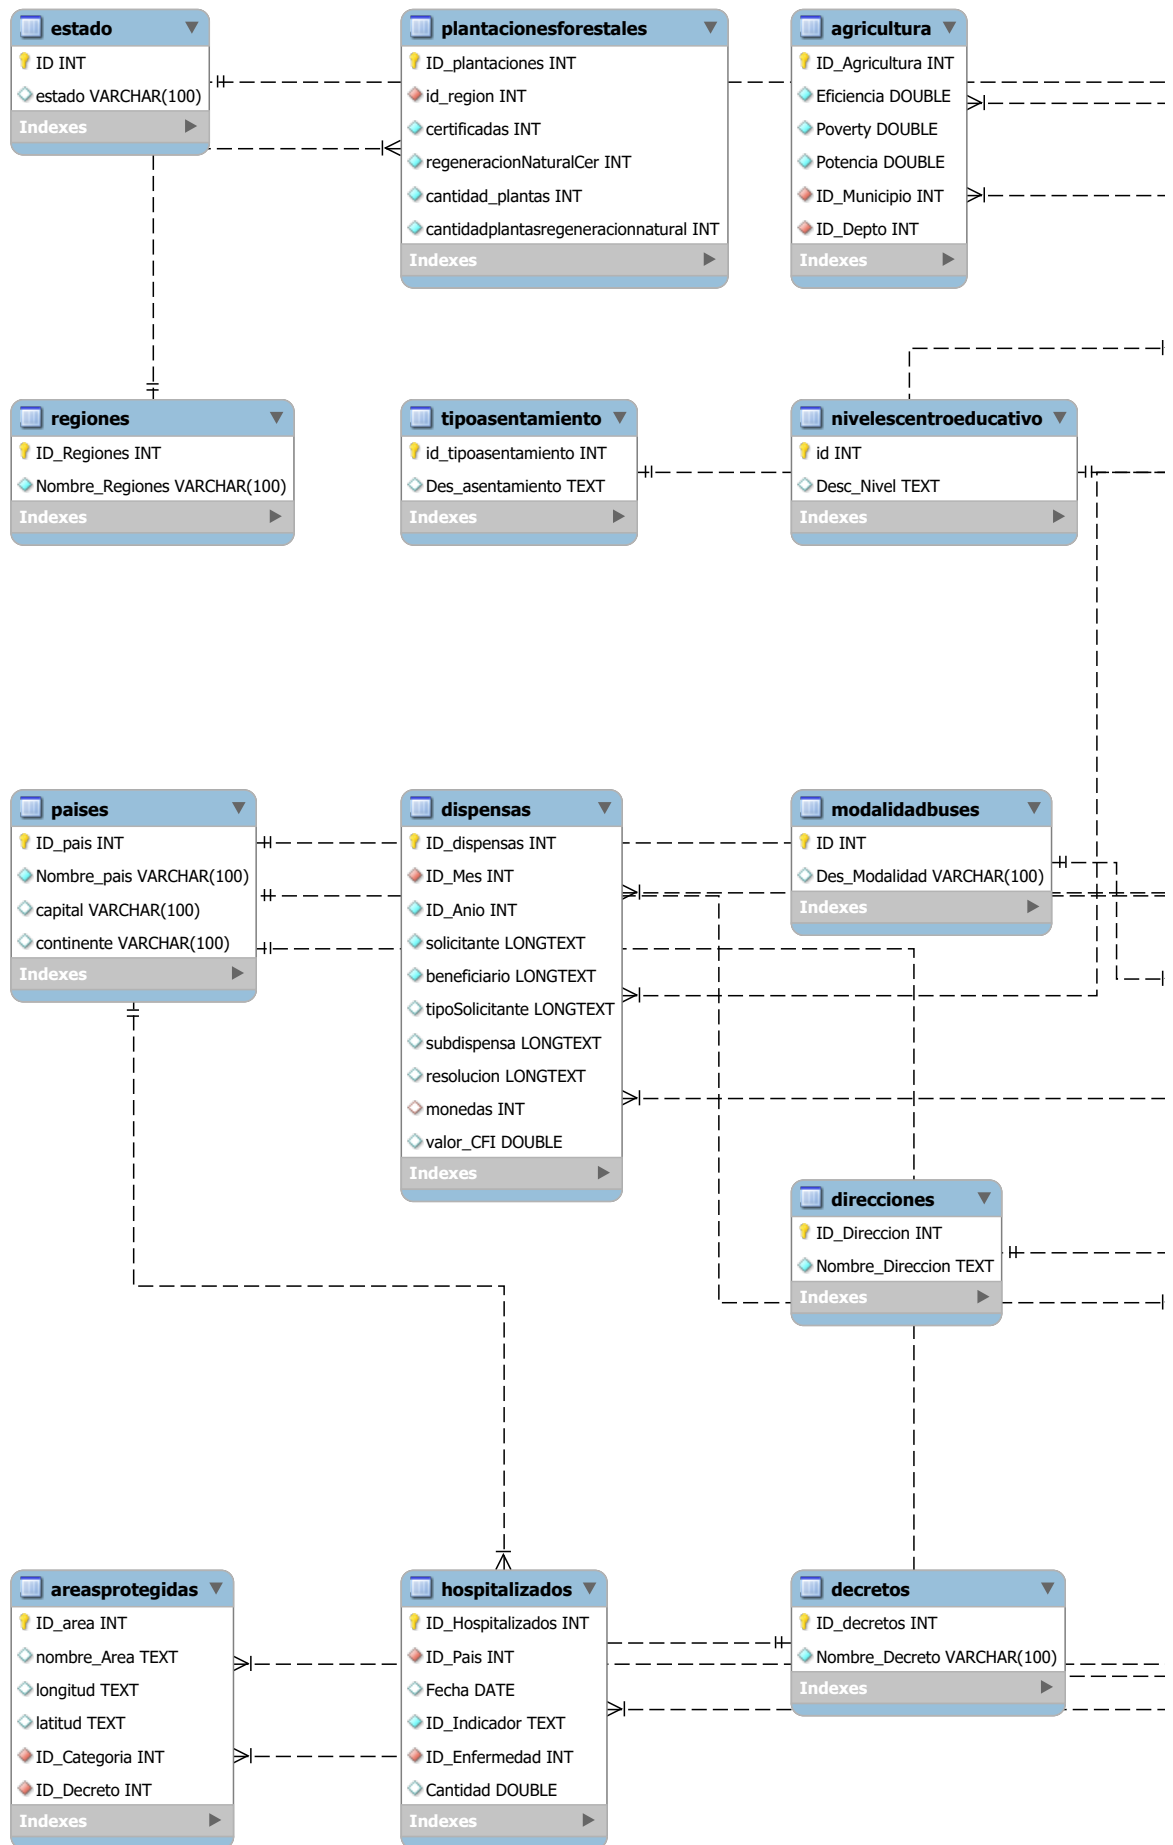 estado
ID INT
estado VARCHAR(100)
Indexes
plantacionesforestales
ID_plantaciones INT
id_region INT
certificadas INT
regeneracionNaturalCer INT
cantidad_plantas INT
cantidadplantasregeneracionnatural INT
Indexes
agricultura
ID_Agricultura INT
Eficiencia DOUBLE
Poverty DOUBLE
Potencia DOUBLE
ID_Municipio INT
ID_Depto INT
Indexes
regiones
ID_Regiones INT
Nombre_Regiones VARCHAR(100)
Indexes
tipoasentamiento
id_tipoasentamiento INT
Des_asentamiento TEXT
Indexes
nivelescentroeducativo
id INT
Desc_Nivel TEXT
Indexes
paises
ID_pais INT
Nombre_pais VARCHAR(100)
capital VARCHAR(100)
continente VARCHAR(100)
Indexes
dispensas
ID_dispensas INT
ID_Mes INT
ID_Anio INT
solicitante LONGTEXT
beneficiario LONGTEXT
tipoSolicitante LONGTEXT
subdispensa LONGTEXT
resolucion LONGTEXT
monedas INT
valor_CFI DOUBLE
Indexes
modalidadbuses
ID INT
Des_Modalidad VARCHAR(100)
Indexes
direcciones
ID_Direccion INT
Nombre_Direccion TEXT
Indexes
areasprotegidas
ID_area INT
nombre_Area TEXT
longitud TEXT
latitud TEXT
ID_Categoria INT
ID_Decreto INT
Indexes
hospitalizados
ID_Hospitalizados INT
ID_Pais INT
Fecha DATE
ID_Indicador TEXT
ID_Enfermedad INT
Cantidad DOUBLE
Indexes
decretos
ID_decretos INT
Nombre_Decreto VARCHAR(100)
Indexes